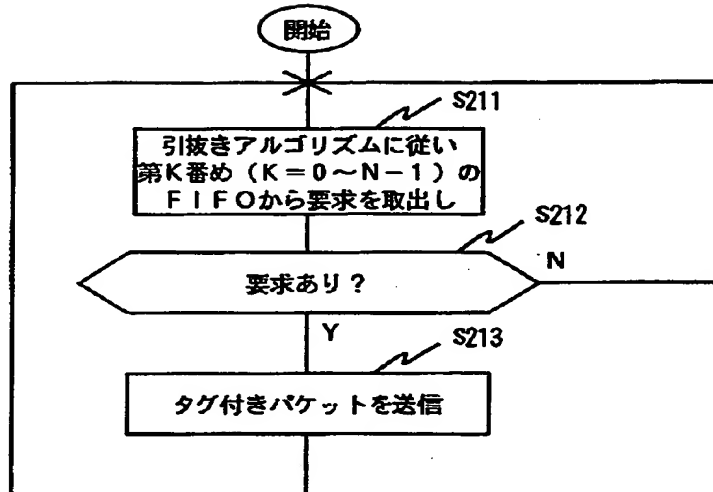 開始
S211
引抜きアルゴリズムに従い
第K番め（K＝0～N－1）の
FIFOから要求を取出し
S212
要求あり？
N
Y
S213
タグ付きパケットを送信